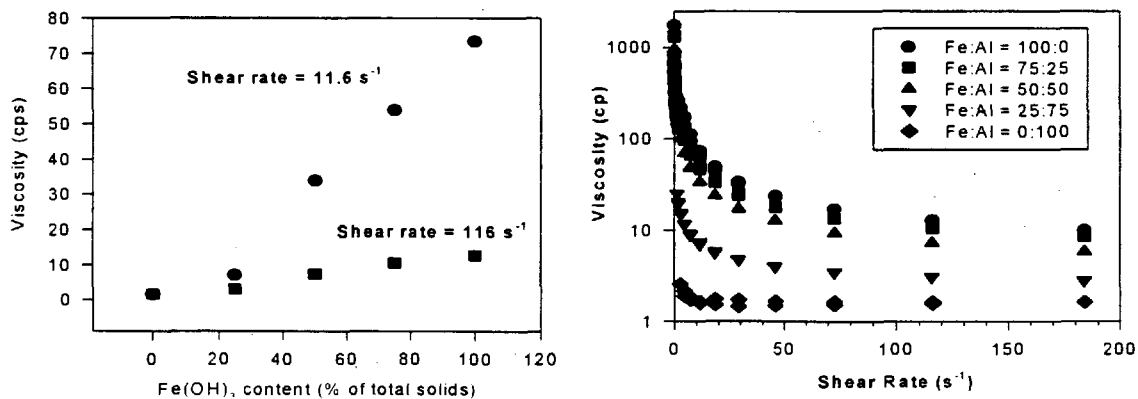 80
70
60
50
40
30
20
10
0
Viscosity (cps)
Shear rate = 11.6 s⁻¹
Shear rate = 116 s⁻¹
0 20 40 60 80 100 120
Fe(OH)₃ content (% of total solids)
1000
100
10
1
Viscosity (cp)
Fe:Al = 100:0
Fe:Al = 75:25
Fe:Al = 50:50
Fe:Al = 25:75
Fe:Al = 0:100
0 50 100 150 200
Shear Rate (s⁻¹)